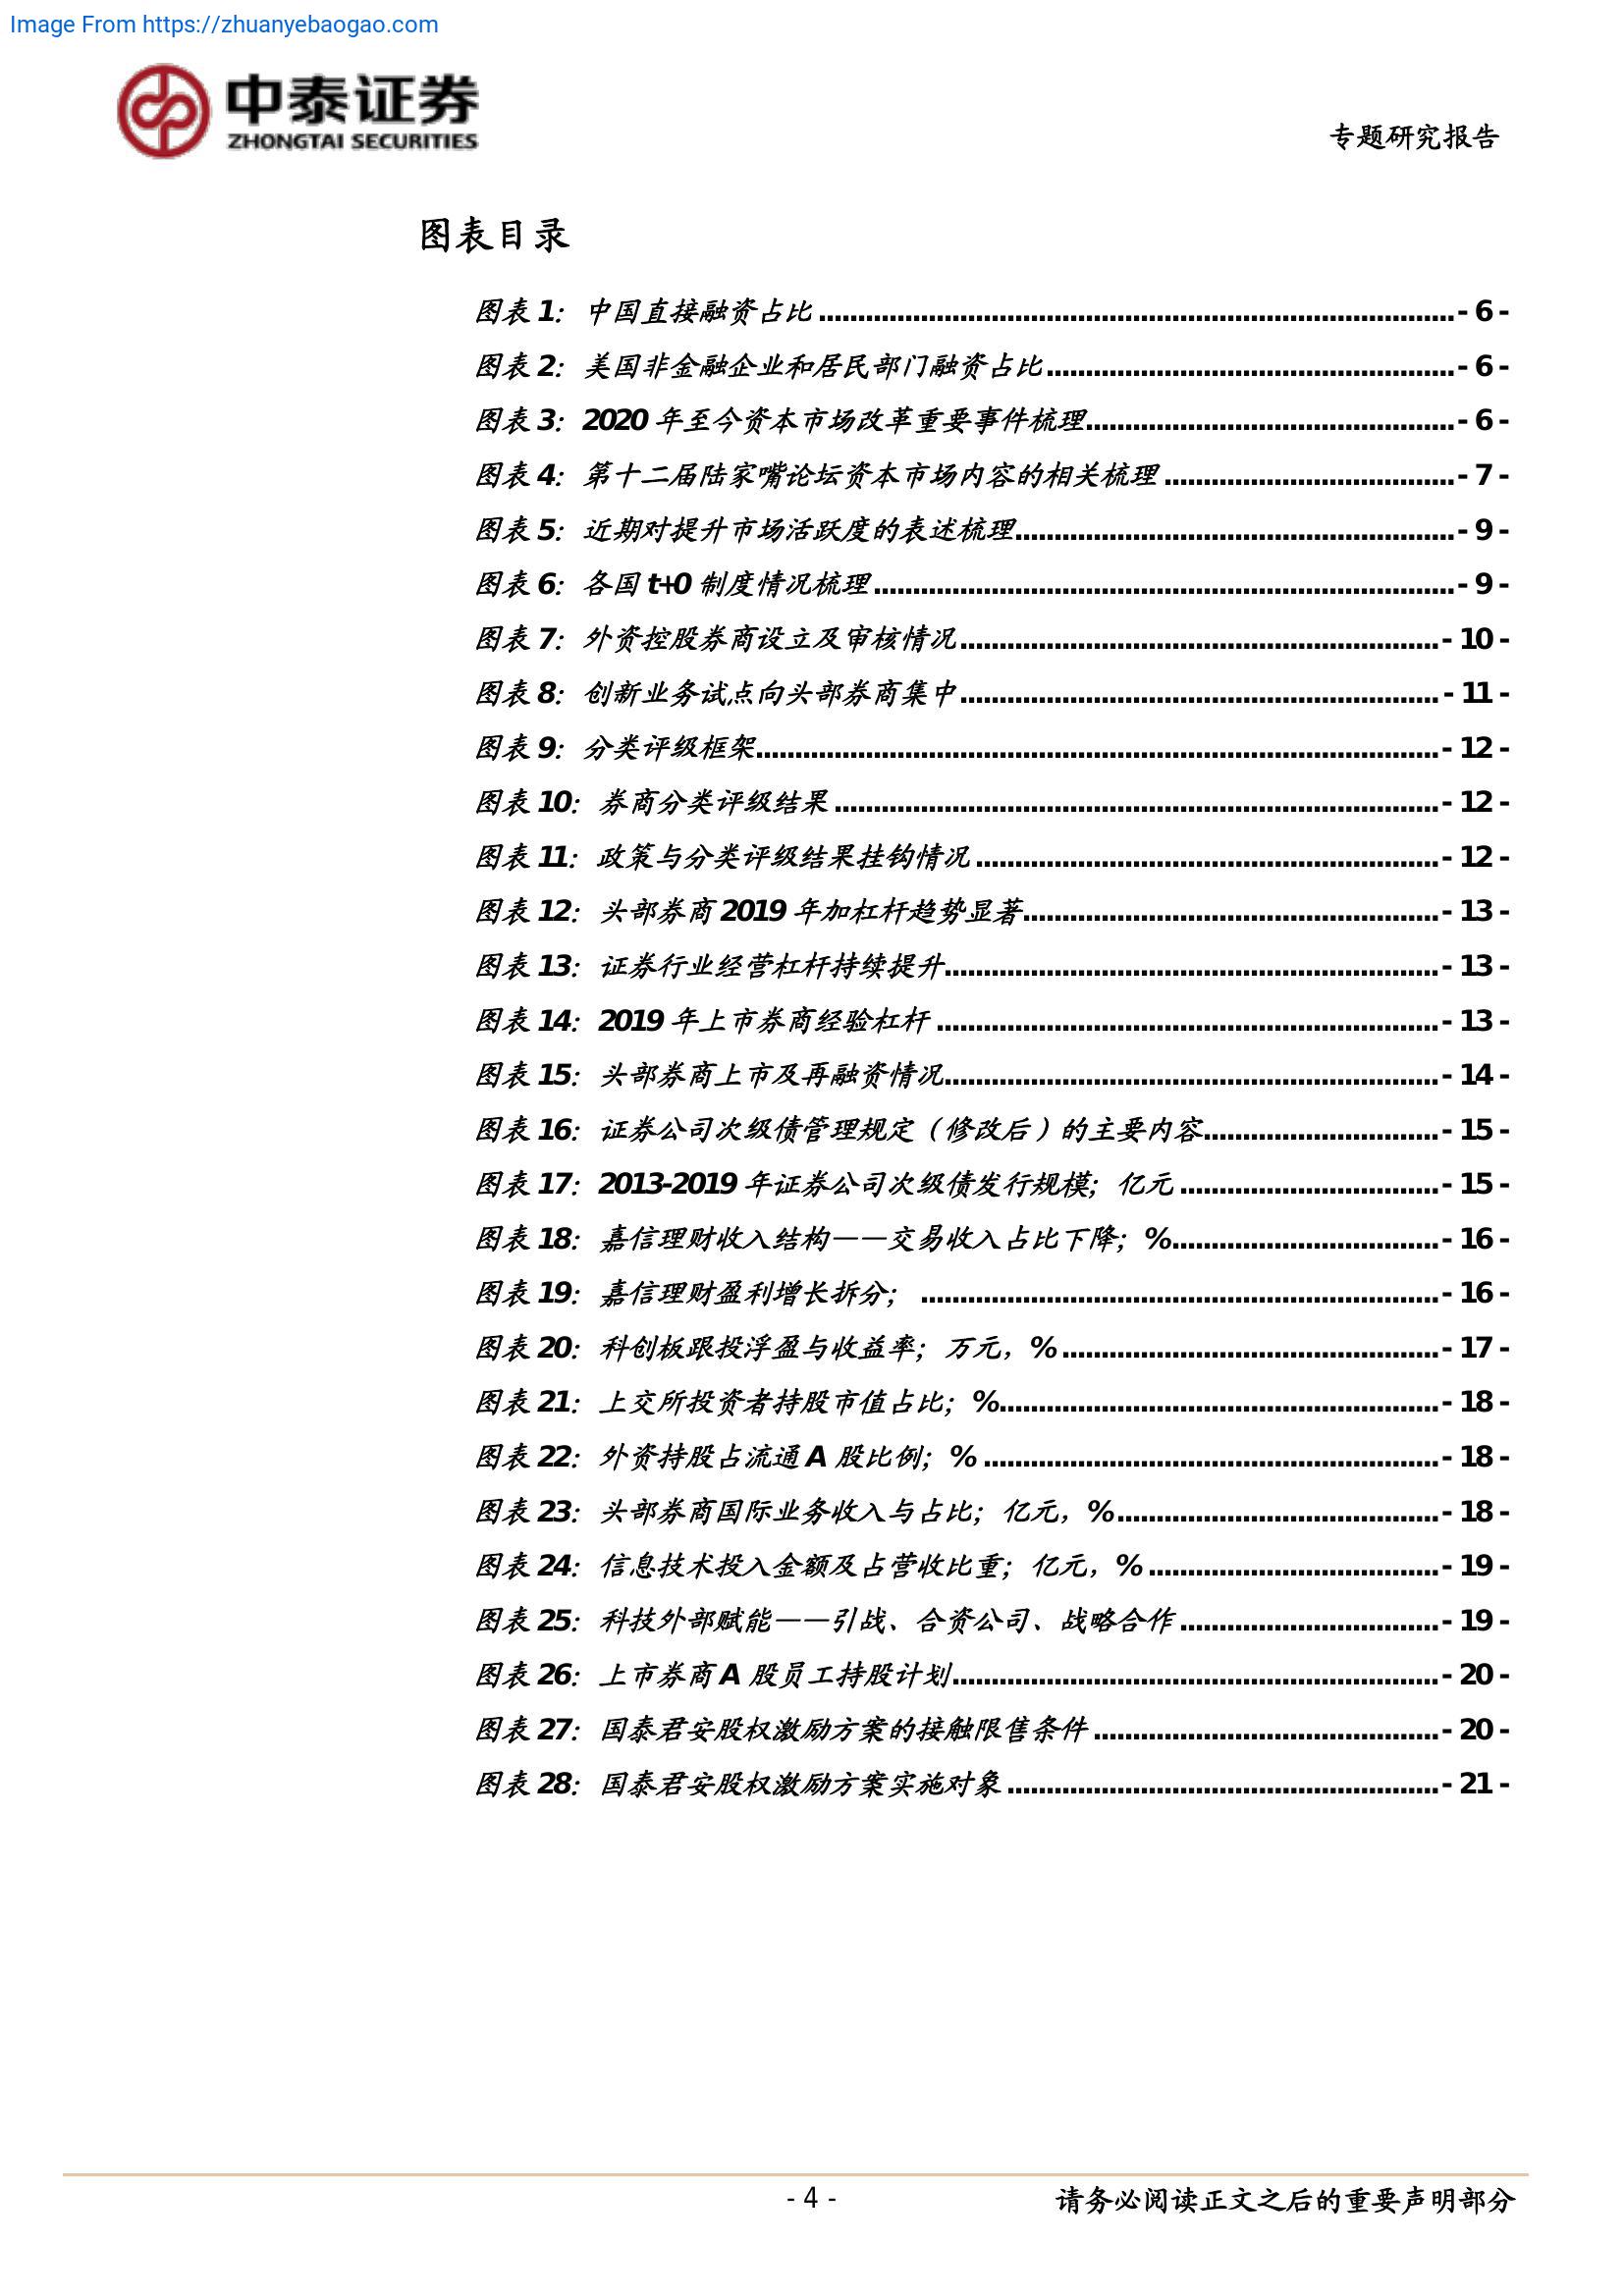 Image From https://zhuanyebaogao.com
中泰证券
ZHONGTAI SECURITIES
专题研究报告
图表目录
图表 1：中国直接融资占比 ........ - 6 -
图表 2：美国非金融企业和居民部门融资占比 ........ - 6 -
图表 3：2020 年至今资本市场改革重要事件梳理 ........ - 6 -
图表 4：第十二届陆家嘴论坛资本市场内容的相关梳理 ........ - 7 -
图表 5：近期对提升市场活跃度的表述梳理 ........ - 9 -
图表 6：各国 t+0 制度情况梳理 ........ - 9 -
图表 7：外资控股券商设立及审核情况 ........ - 10 -
图表 8：创新业务试点向头部券商集中 ........ - 11 -
图表 9：分类评级框架 ........ - 12 -
图表 10：券商分类评级结果 ........ - 12 -
图表 11：政策与分类评级结果挂钩情况 ........ - 12 -
图表 12：头部券商 2019 年加杠杆趋势显著 ........ - 13 -
图表 13：证券行业经营杠杆持续提升 ........ - 13 -
图表 14：2019 年上市券商经验杠杆 ........ - 13 -
图表 15：头部券商上市及再融资情况 ........ - 14 -
图表 16：证券公司次级债管理规定（修改后）的主要内容 ........ - 15 -
图表 17：2013-2019 年证券公司次级债发行规模；亿元 ........ - 15 -
图表 18：嘉信理财收入结构——交易收入占比下降；% ........ - 16 -
图表 19：嘉信理财盈利增长拆分； ........ - 16 -
图表 20：科创板跟投浮盈与收益率；万元，% ........ - 17 -
图表 21：上交所投资者持股市值占比；% ........ - 18 -
图表 22：外资持股占流通 A 股比例；% ........ - 18 -
图表 23：头部券商国际业务收入与占比；亿元，% ........ - 18 -
图表 24：信息技术投入金额及占营收比重；亿元，% ........ - 19 -
图表 25：科技外部赋能——引战、合资公司、战略合作 ........ - 19 -
图表 26：上市券商 A 股员工持股计划 ........ - 20 -
图表 27：国泰君安股权激励方案的接触限售条件 ........ - 20 -
图表 28：国泰君安股权激励方案实施对象 ........ - 21 -
- 4 -
请务必阅读正文之后的重要声明部分